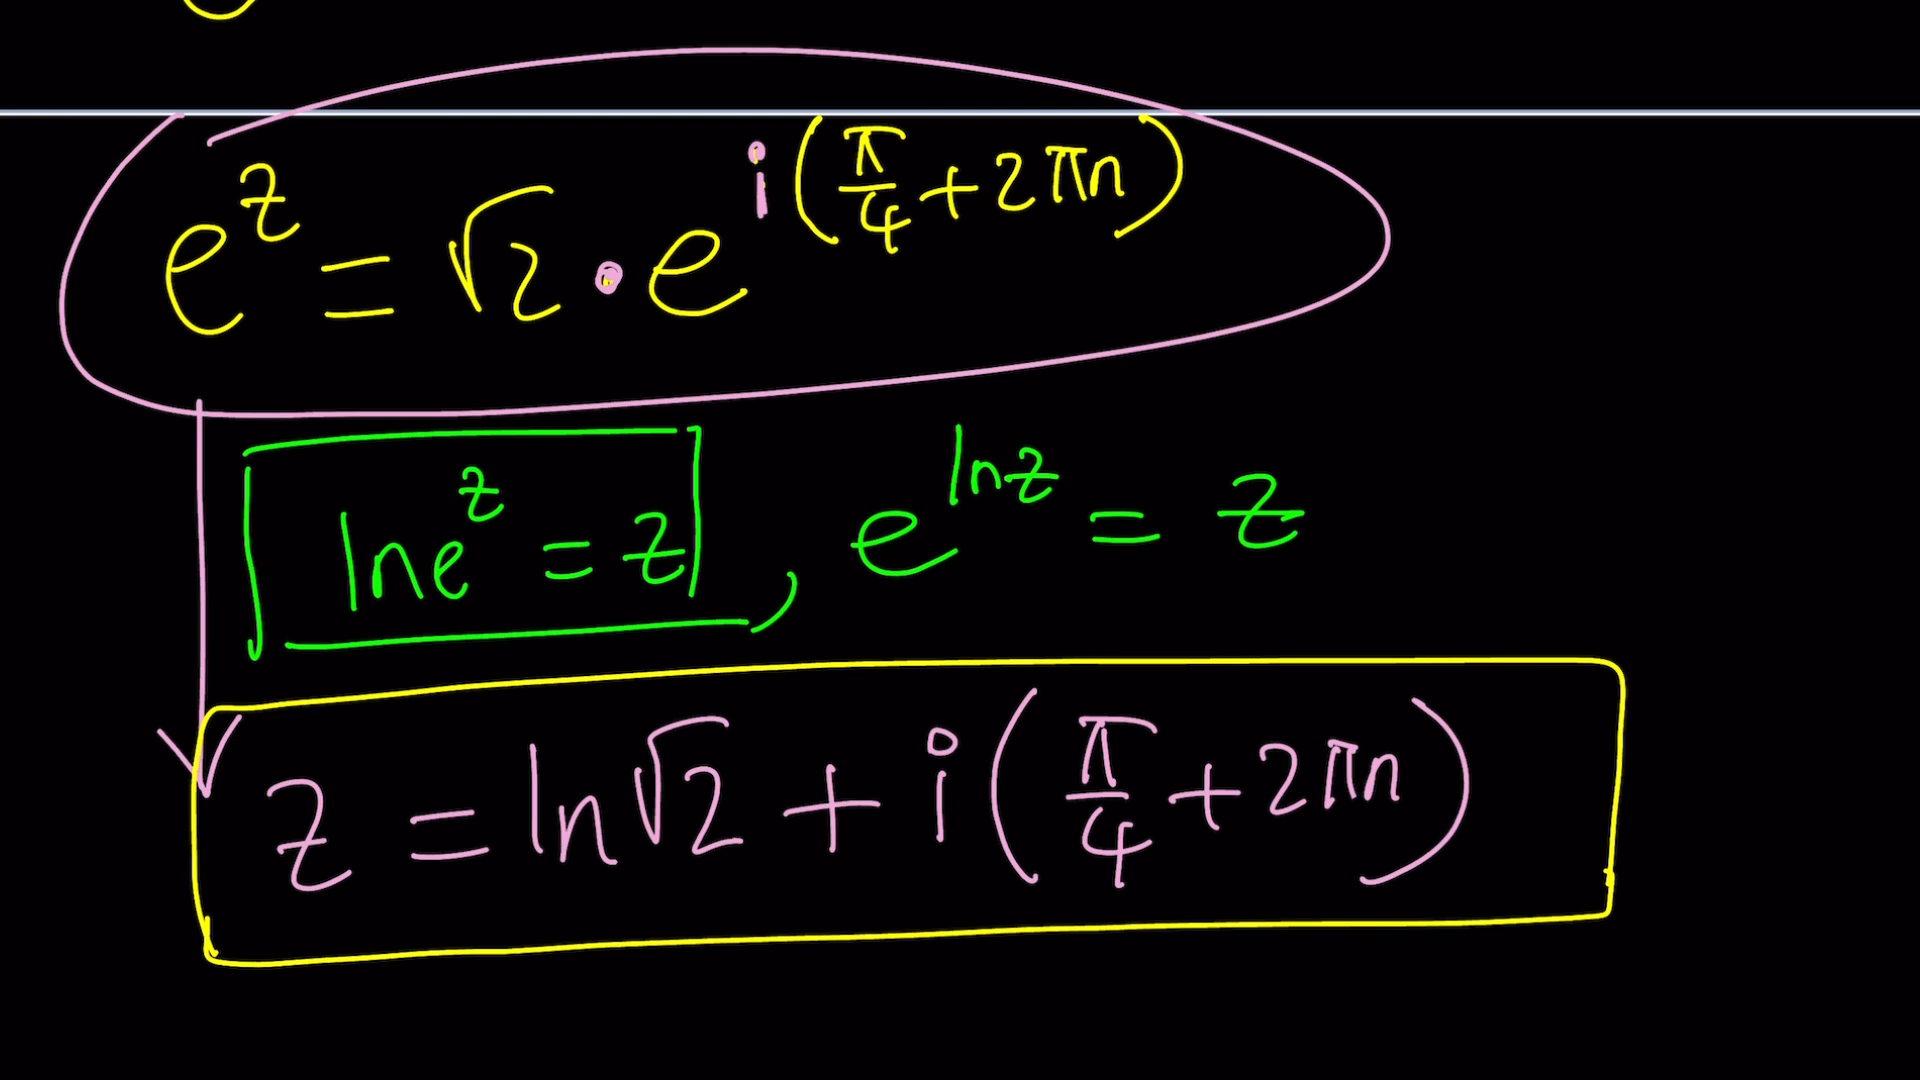 e^z = √2 · e^{i(π/4 + 2πn)}
ln e^z = z , e^{ln z} = z
z = ln √2 + i(π/4 + 2πn)